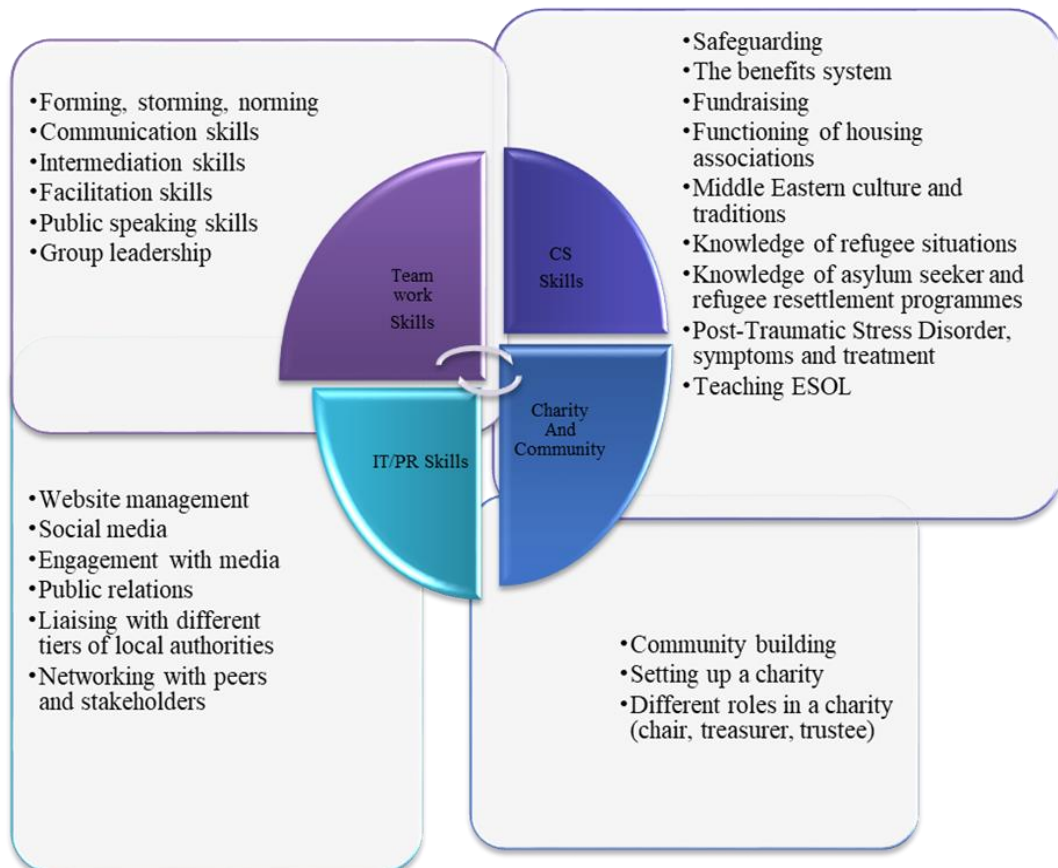 •Forming, storming, norming
•Communication skills
•Intermediation skills
•Facilitation skills
•Public speaking skills
•Group leadership
Team
work
Skills
CS
Skills
•Safeguarding
•The benefits system
•Fundraising
•Functioning of housing
associations
•Middle Eastern culture and
traditions
•Knowledge of refugee situations
•Knowledge of asylum seeker and
refugee resettlement programmes
•Post-Traumatic Stress Disorder,
symptoms and treatment
•Teaching ESOL
IT/PR Skills
Charity
And
Community
•Website management
•Social media
•Engagement with media
•Public relations
•Liaising with different
tiers of local authorities
•Networking with peers
and stakeholders
•Community building
•Setting up a charity
•Different roles in a charity
(chair, treasurer, trustee)